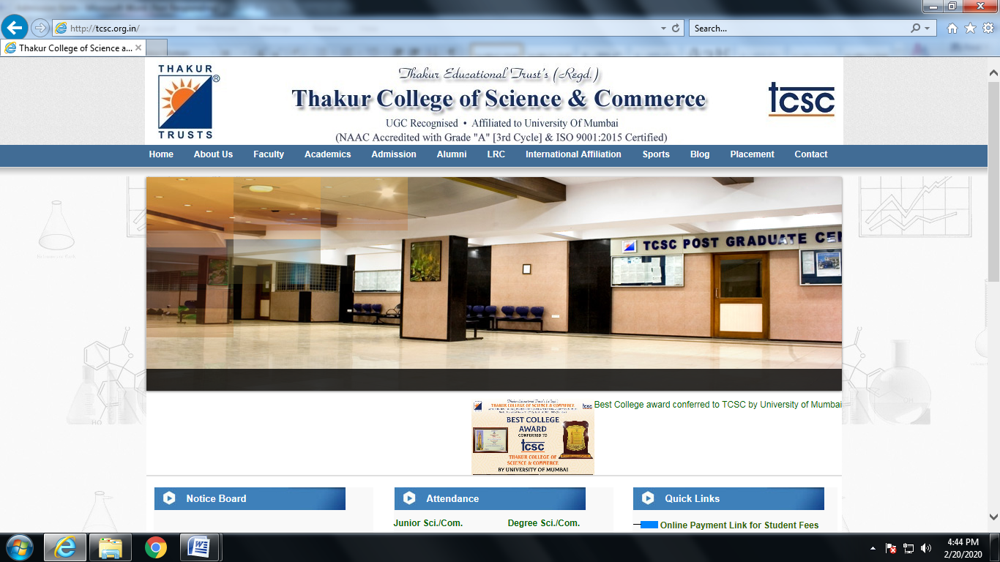 http://tcsc.org.in/
Search...
Thakur College of Science a...
THAKUR
®
TRUSTS
Thakur Educational Trust's (Regd.)
Thakur College of Science & Commerce
UGC Recognised • Affiliated to University Of Mumbai
(NAAC Accredited with Grade "A" [3rd Cycle] & ISO 9001:2015 Certified)
tcsc
Home About Us Faculty Academics Admission Alumni LRC International Affiliation Sports Blog Placement Contact
TCSC POST GRADUATE CEN
Best College award conferred to TCSC by University of Mumbai
THAKUR COLLEGE OF SCIENCE & COMMERCE
tcsc
BEST COLLEGE
AWARD
CONFERRED TO
tcsc
THAKUR COLLEGE OF
SCIENCE & COMMERCE
BY UNIVERSITY OF MUMBAI
Notice Board
Attendance
Quick Links
Junior Sci./Com. Degree Sci./Com.
Online Payment Link for Student Fees
4:44 PM
2/20/2020